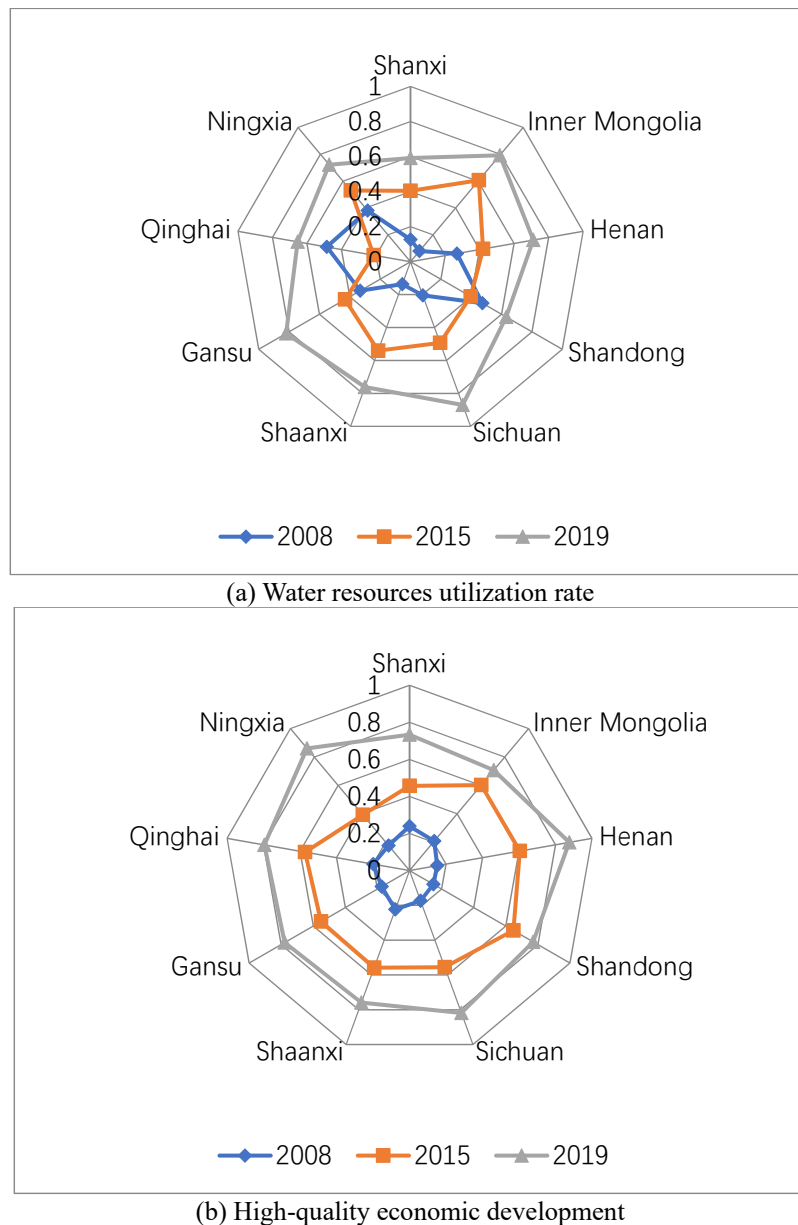 Shanxi
1
Ningxia 0.8 Inner Mongolia
0.6
0.4
Qinghai 0.2 Henan
0
Gansu Shandong
Shaanxi Sichuan
2008 2015 2019
(a) Water resources utilization rate
Shanxi
1
Ningxia 0.8 Inner Mongolia
0.6
0.4
Qinghai 0.2 Henan
0
Gansu Shandong
Shaanxi Sichuan
2008 2015 2019
(b) High-quality economic development